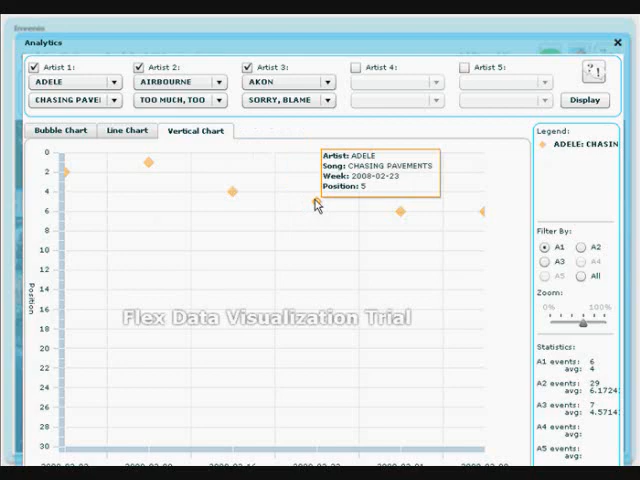 Analytics
Artist 1: Artist 2: Artist 3: Artist 4: Artist 5:
ADELE AIRBOURNE AKON
CHASING PAVEI TOO MUCH, TOO SORRY, BLAME Display
Bubble Chart Line Chart Vertical Chart
Legend:
ADELE: CHASIN
Artist: ADELE
Song: CHASING PAVEMENTS
Week: 2008-02-23
Position: 5
0
2
4
6
8
10
12
14
16
18
20
22
24
26
28
30
Position
Flex Data Visualization Trial
Filter By:
A1 A2
A3 A4
A5 All
Zoom:
0% 100%
Statistics:
A1 events: 6
avg: 4
A2 events: 29
avg: 6.1724
A3 events: 7
avg: 4.5714
A4 events:
avg:
A5 events:
avg: